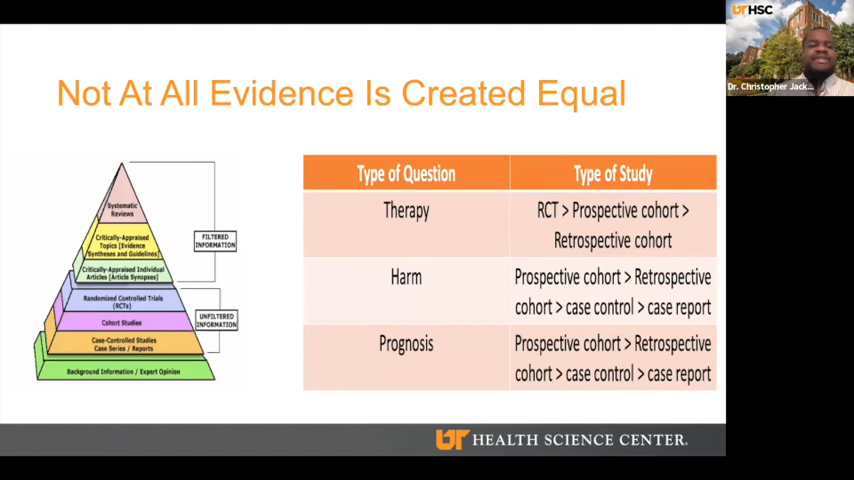 UTHSC
Dr. Christopher Jack...
Not At All Evidence Is Created Equal
Systematic
Reviews
Critically-Appraised
Topics [Evidence
Syntheses and Guidelines]
Critically-Appraised Individual
Articles [Article Synopses]
Randomized Controlled Trials
(RCTs)
Cohort Studies
Case-Controlled Studies
Case Series / Reports
Background Information / Expert Opinion
FILTERED
INFORMATION
UNFILTERED
INFORMATION
Type of Question
Type of Study
Therapy
RCT > Prospective cohort >
Retrospective cohort
Harm
Prospective cohort > Retrospective
cohort > case control > case report
Prognosis
Prospective cohort > Retrospective
cohort > case control > case report
UT HEALTH SCIENCE CENTER.